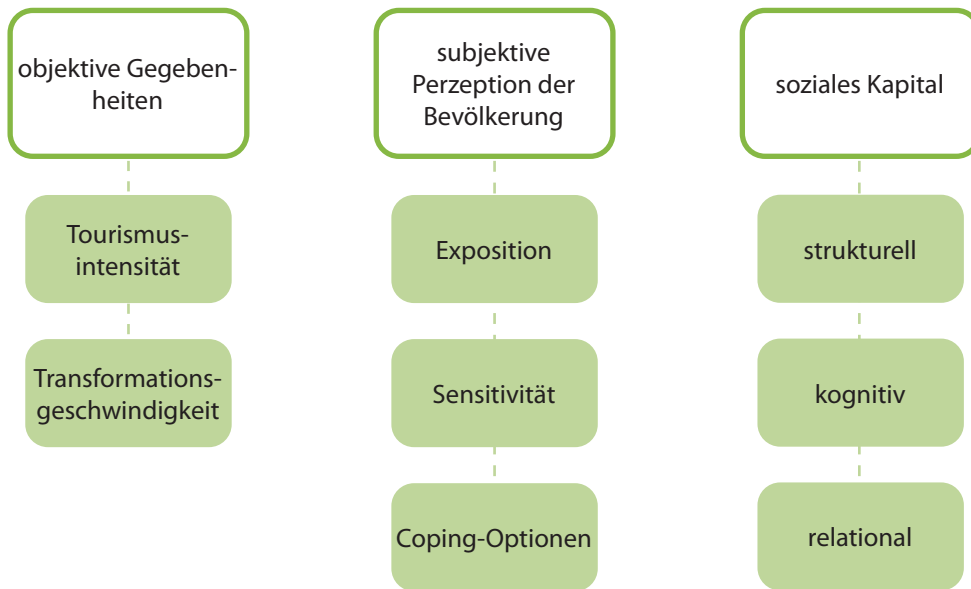 objektive Gegeben-
heiten
Tourismus-
intensität
Transformations-
geschwindigkeit
subjektive
Perzeption der
Bevölkerung
Exposition
Sensitivität
Coping-Optionen
soziales Kapital
strukturell
kognitiv
relational